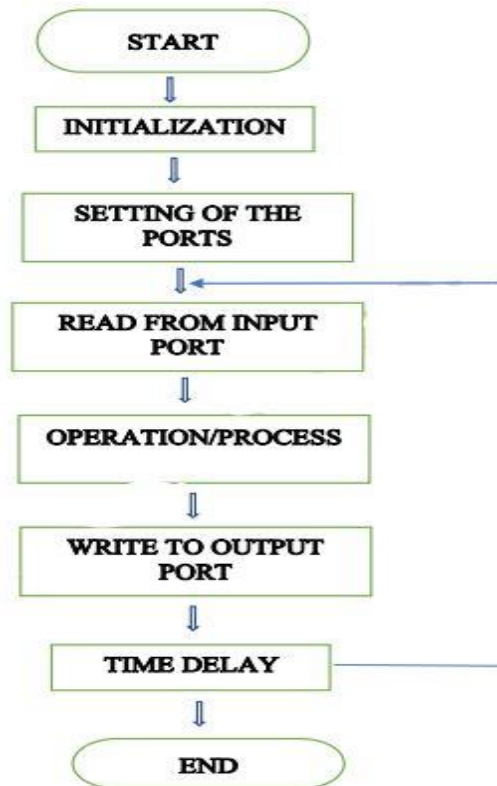 START
INITIALIZATION
SETTING OF THE
PORTS
READ FROM INPUT
PORT
OPERATION/PROCESS
WRITE TO OUTPUT
PORT
TIME DELAY
END